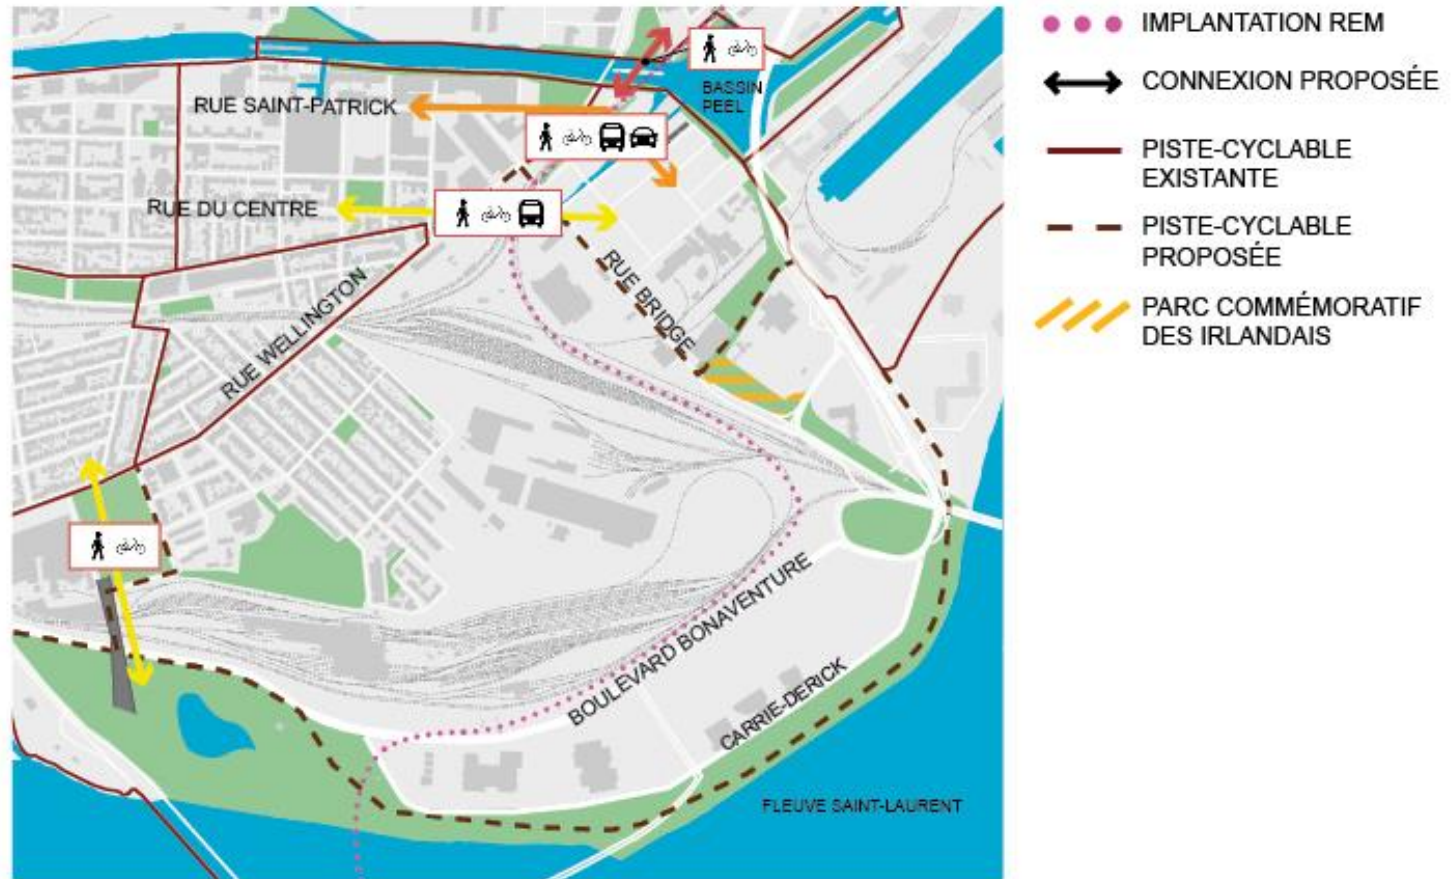 RUE SAINT-PATRICK
BASSIN
PEEL
RUE DU CENTRE
RUE WELLINGTON
RUE BRIDGE
BOULEVARD BONAVENTURE
CARRIE-DERICK
FLEUVE SAINT-LAURENT
IMPLANTATION REM
CONNEXION PROPOSÉE
PISTE-CYCLABLE
EXISTANTE
PISTE-CYCLABLE
PROPOSÉE
PARC COMMÉMORATIF
DES IRLANDAIS